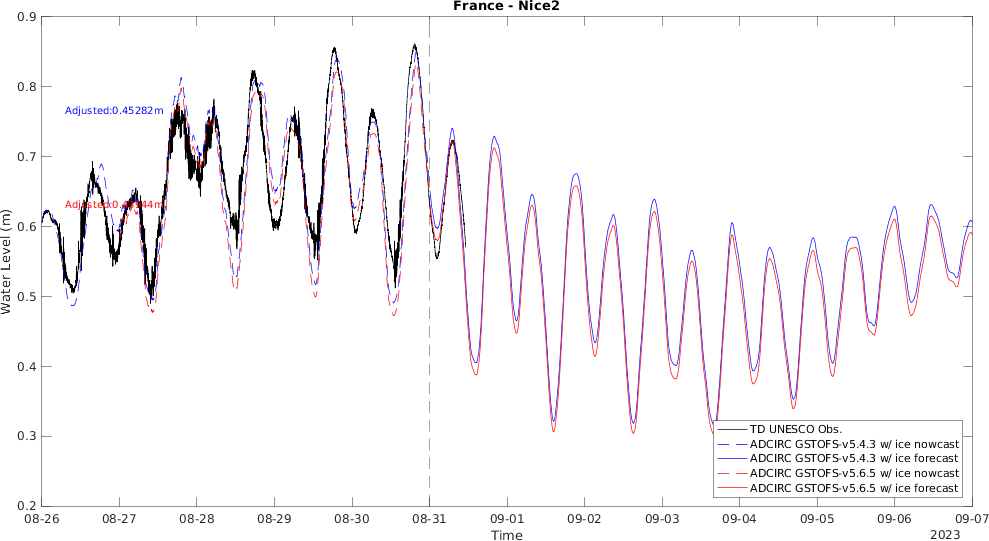 France - Nice2
0.9
0.8
0.7
0.6
0.5
0.4
0.3
0.2
Water Level (m)
Adjusted:0.45282m
TD UNESCO Obs.
ADCIRC GSTOFS-v5.4.3 w/ ice nowcast
ADCIRC GSTOFS-v5.4.3 w/ ice forecast
ADCIRC GSTOFS-v5.6.5 w/ ice nowcast
ADCIRC GSTOFS-v5.6.5 w/ ice forecast
08-26 08-27 08-28 08-29 08-30 08-31 09-01 09-02 09-03 09-04 09-05 09-06 09-07
Time
2023